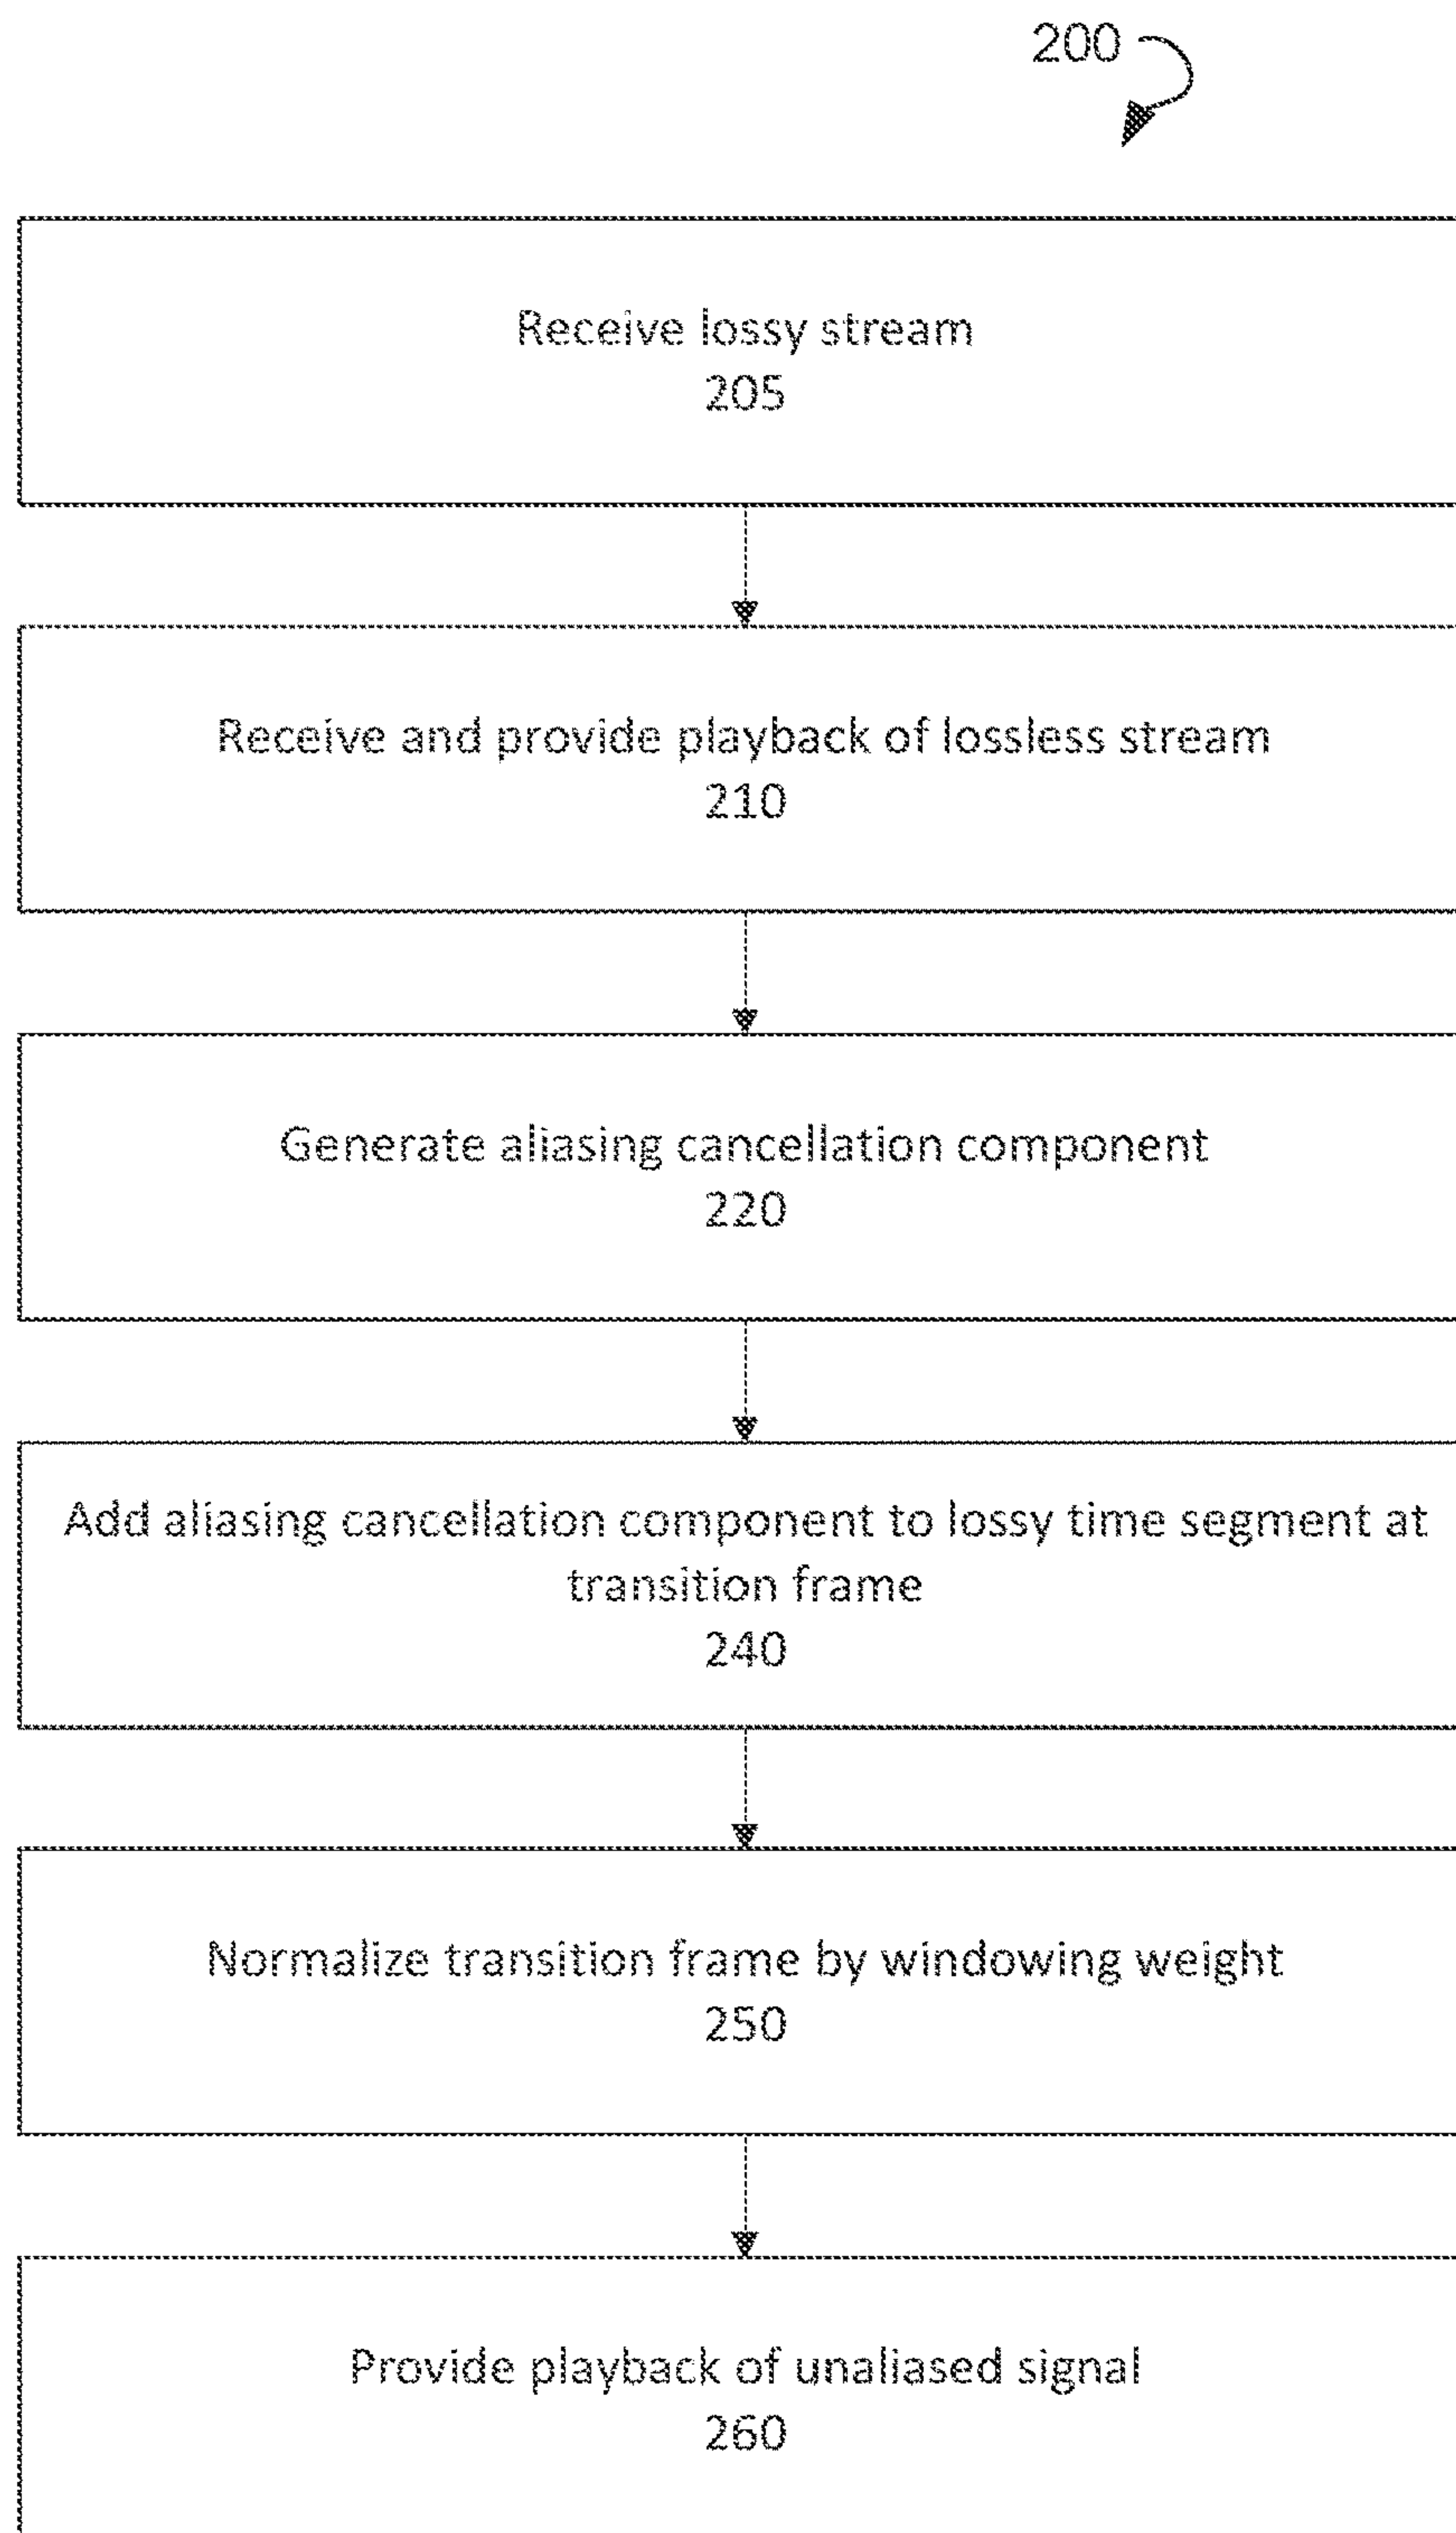 200
Receive lossy stream
205
Receive and provide playback of lossless stream
210
Generate aliasing cancellation component
220
Add aliasing cancellation component to lossy time segment at
transition frame
240
Normalize transition frame by windowing weight
250
Provide playback of unaliased signal
260